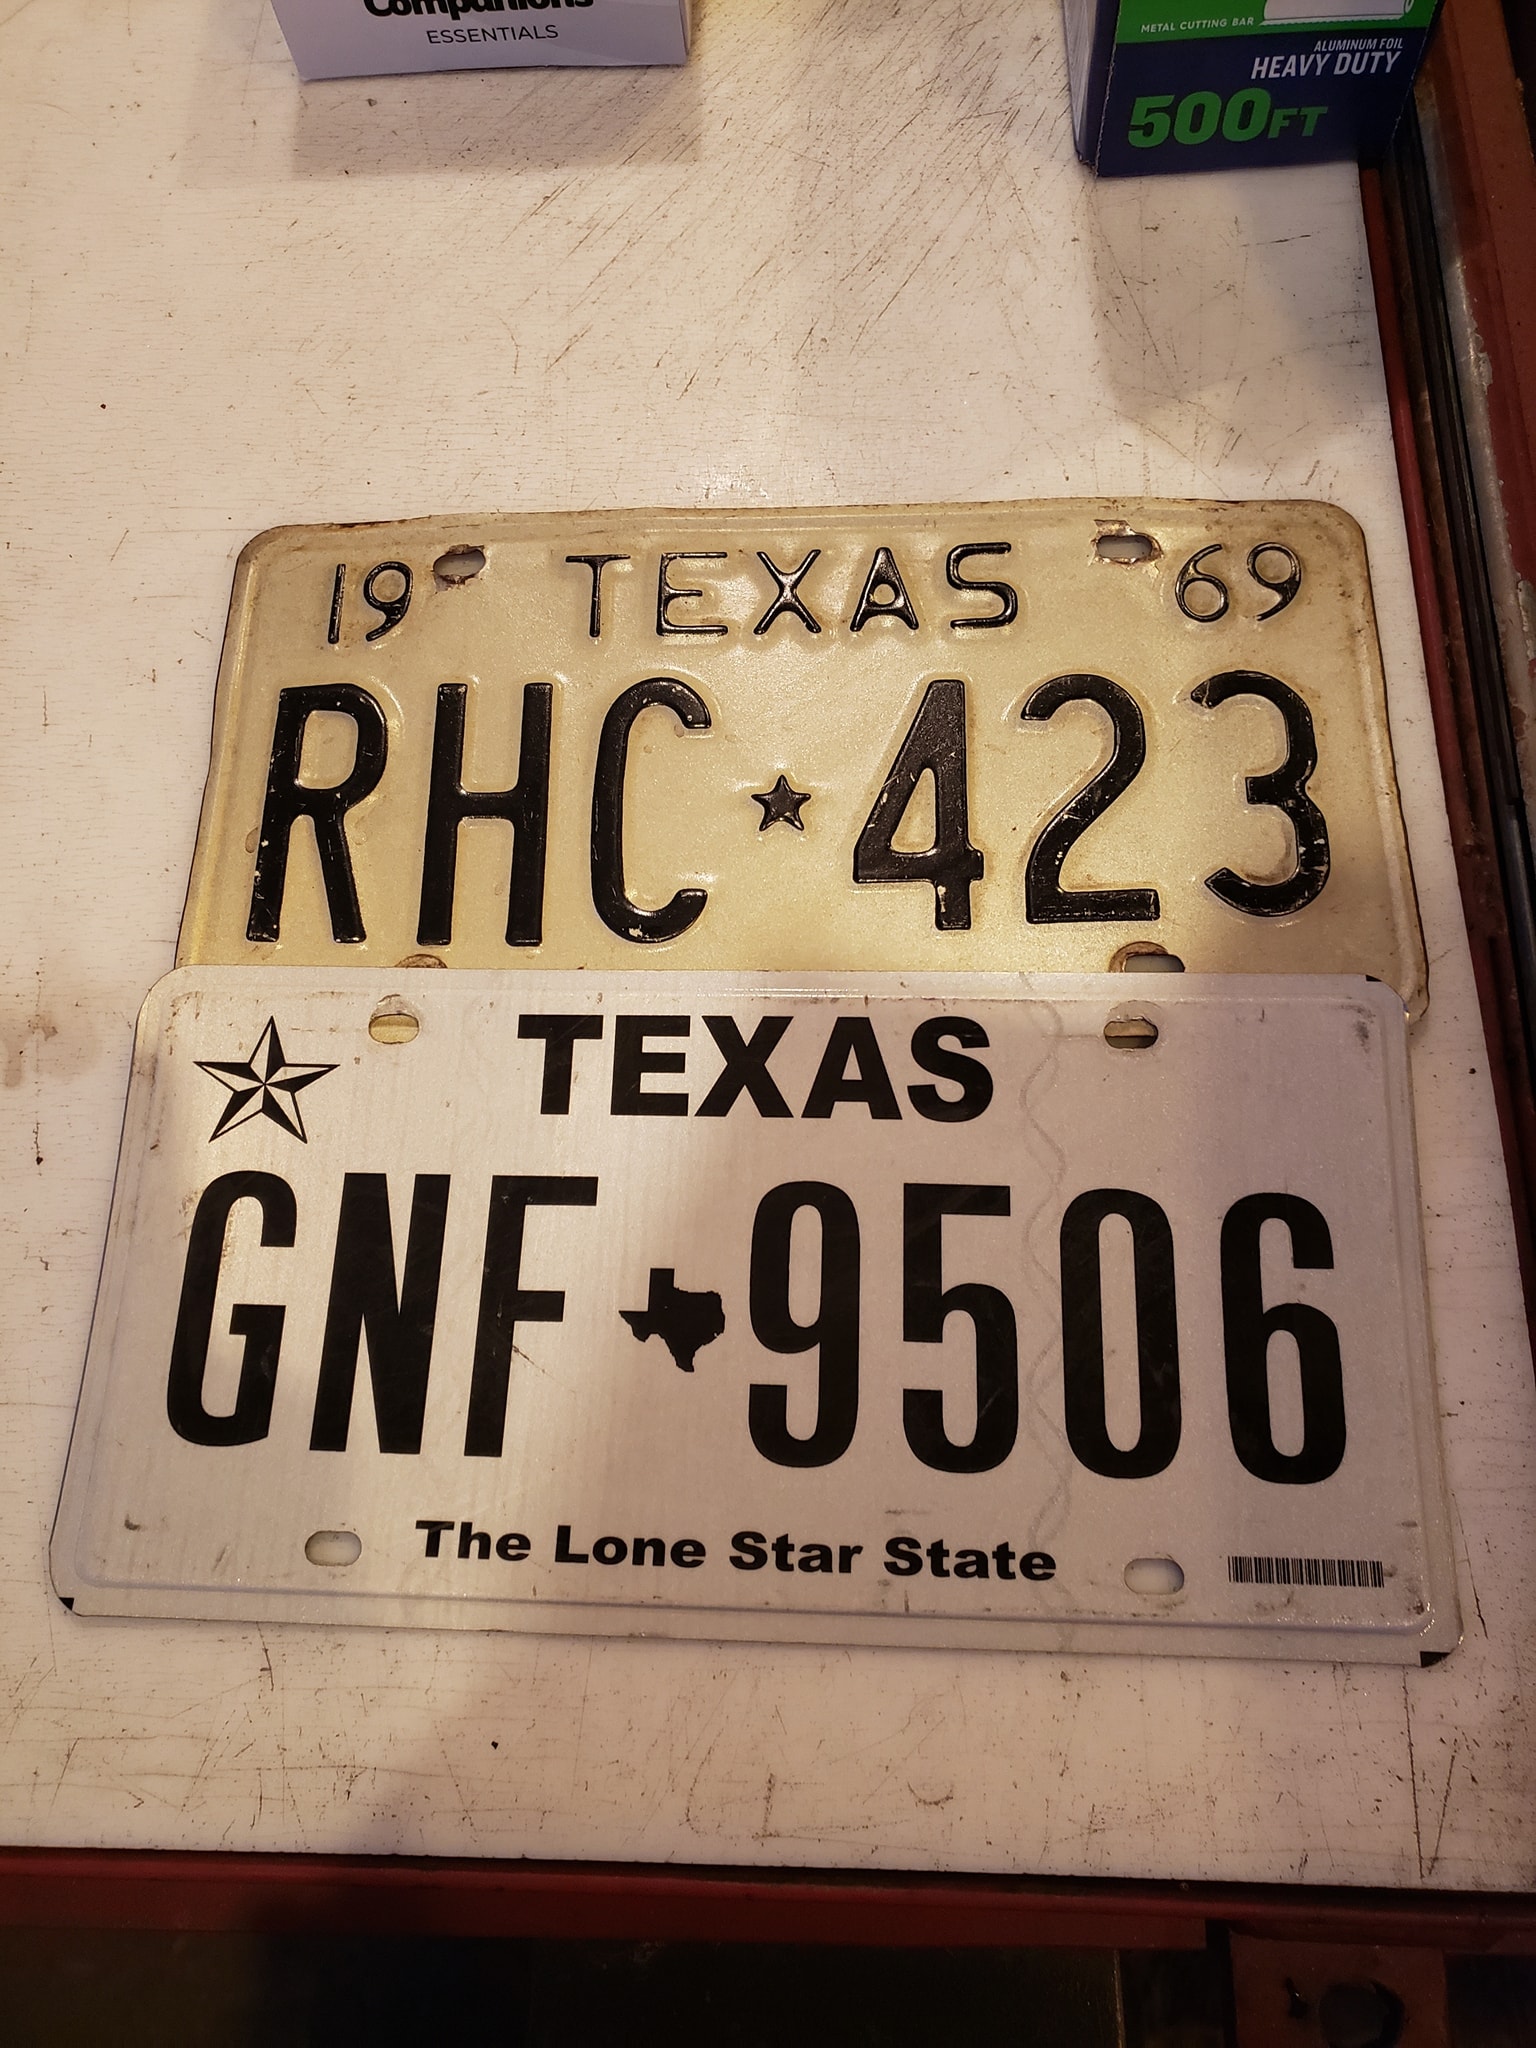 Companions
ESSENTIALS
METAL CUTTING BAR
ALUMINUM FOIL
HEAVY DUTY
500FT
19 TEXAS 69
RHC 423
TEXAS
GNF 9506
The Lone Star State